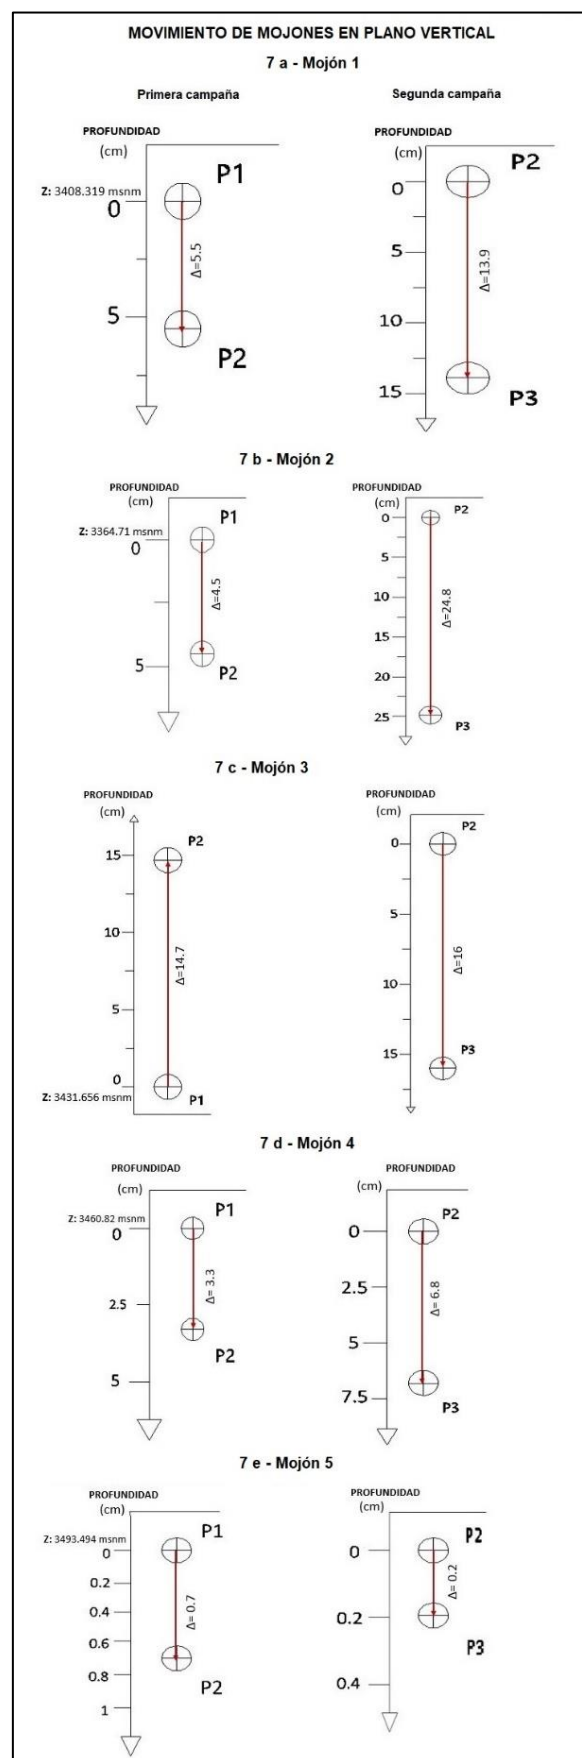 MOVIMIENTO DE MOJONES EN PLANO VERTICAL
7 a - Mojón 1
Primera campaña
Segunda campaña
PROFUNDIDAD
(cm)
Z: 3408.319 msnm
0
5
P1
Δ=5.5
P2
PROFUNDIDAD
(cm)
0
5
10
15
P2
Δ=13.9
P3
7 b - Mojón 2
PROFUNDIDAD
(cm)
Z: 3364.71 msnm
0
5
P1
Δ=4.5
P2
PROFUNDIDAD
(cm)
0
5
10
15
20
25
P2
Δ=24.8
P3
7 c - Mojón 3
PROFUNDIDAD
(cm)
15
10
5
0
Z: 3431.656 msnm
P2
Δ=14.7
P1
PROFUNDIDAD
(cm)
0
5
10
15
P2
Δ=16
P3
7 d - Mojón 4
PROFUNDIDAD
(cm)
Z: 3460.82 msnm
0
2.5
5
P1
Δ= 3.3
P2
PROFUNDIDAD
(cm)
0
2.5
5
7.5
P2
Δ= 6.8
P3
7 e - Mojón 5
PROFUNDIDAD
(cm)
Z: 3493.494 msnm
0
0.2
0.4
0.6
0.8
1
P1
Δ= 0.7
P2
PROFUNDIDAD
(cm)
0
0.2
0.4
P2
Δ= 0.2
P3